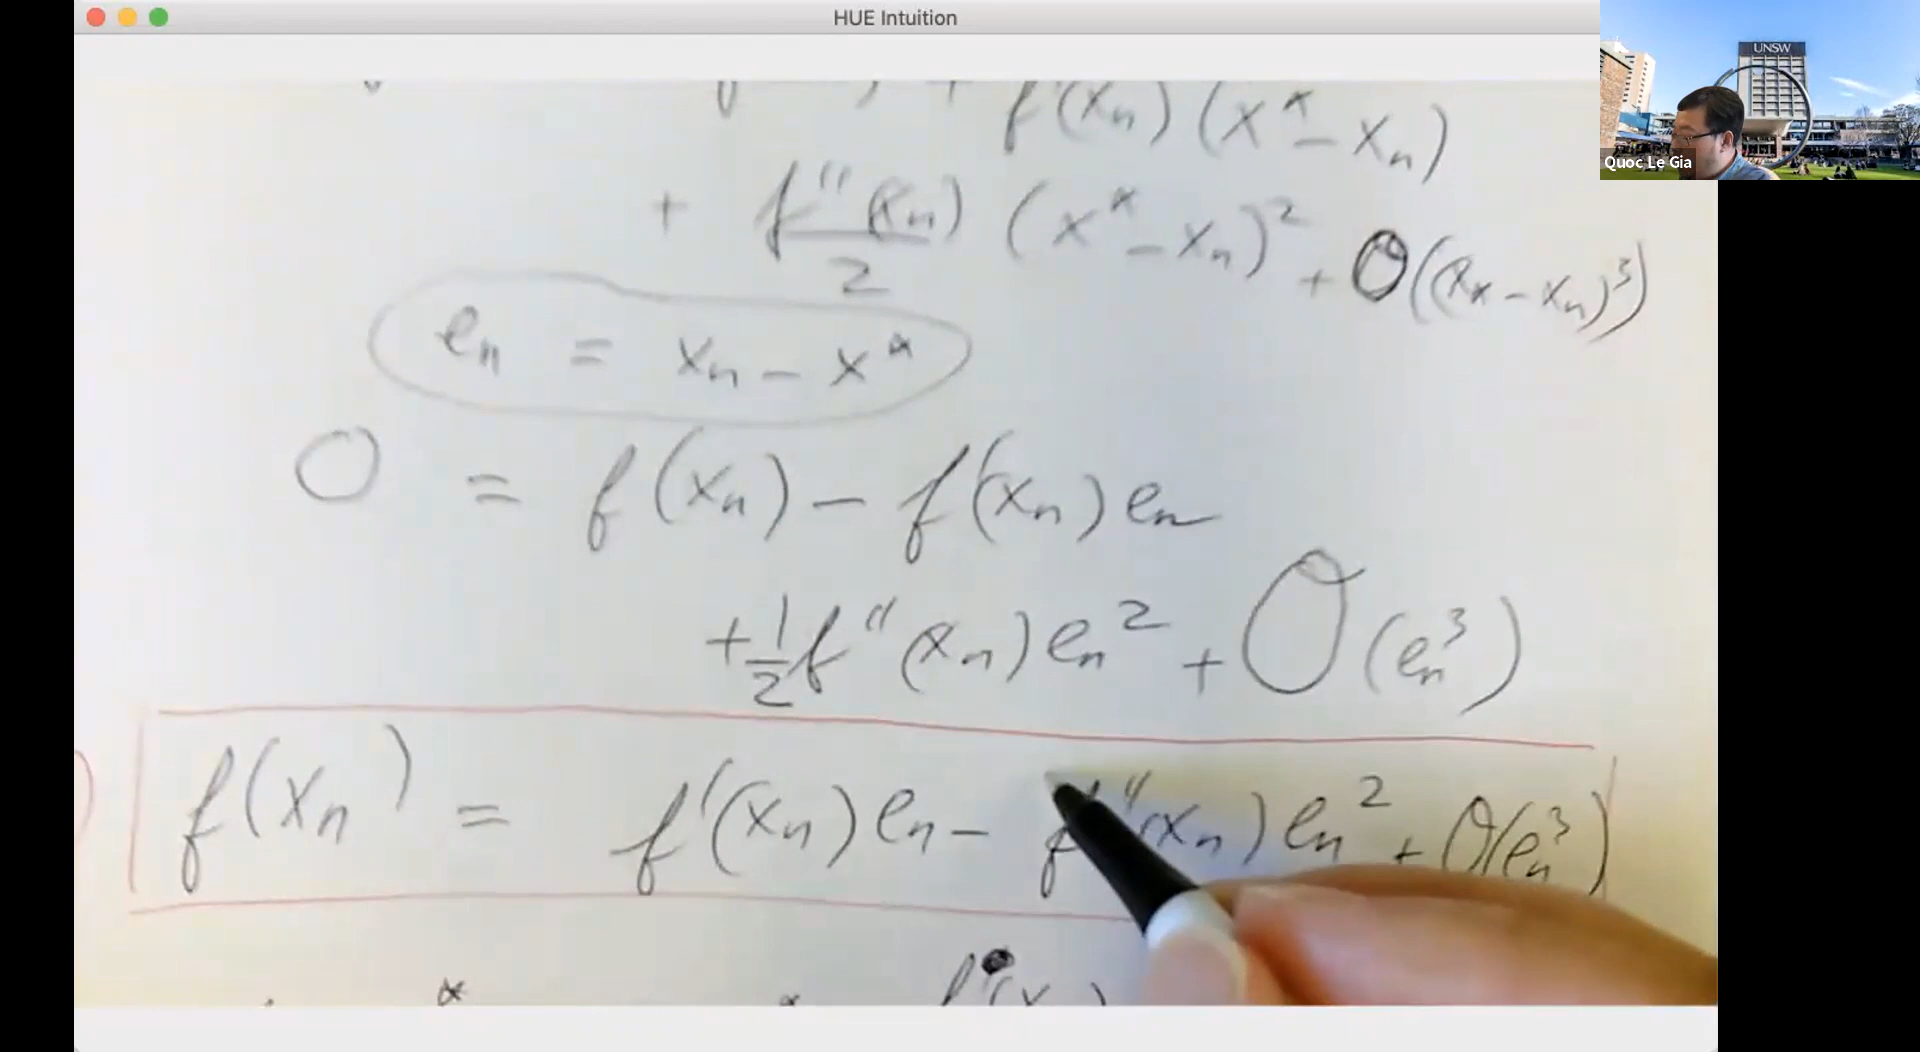 HUE Intuition
UNSW
Quoc Le Gia
+ f'(xₙ) (x* - xₙ)
+ f''(xₙ)/2 (x* - xₙ)² + O((xₓ - xₙ)³)
eₙ = xₙ - x*
0 = f(xₙ) - f'(xₙ) eₙ
+ 1/2 f''(xₙ) eₙ² + O(eₙ³)
f(xₙ) = f'(xₙ) eₙ - f''(xₙ) eₙ² + O(eₙ³)